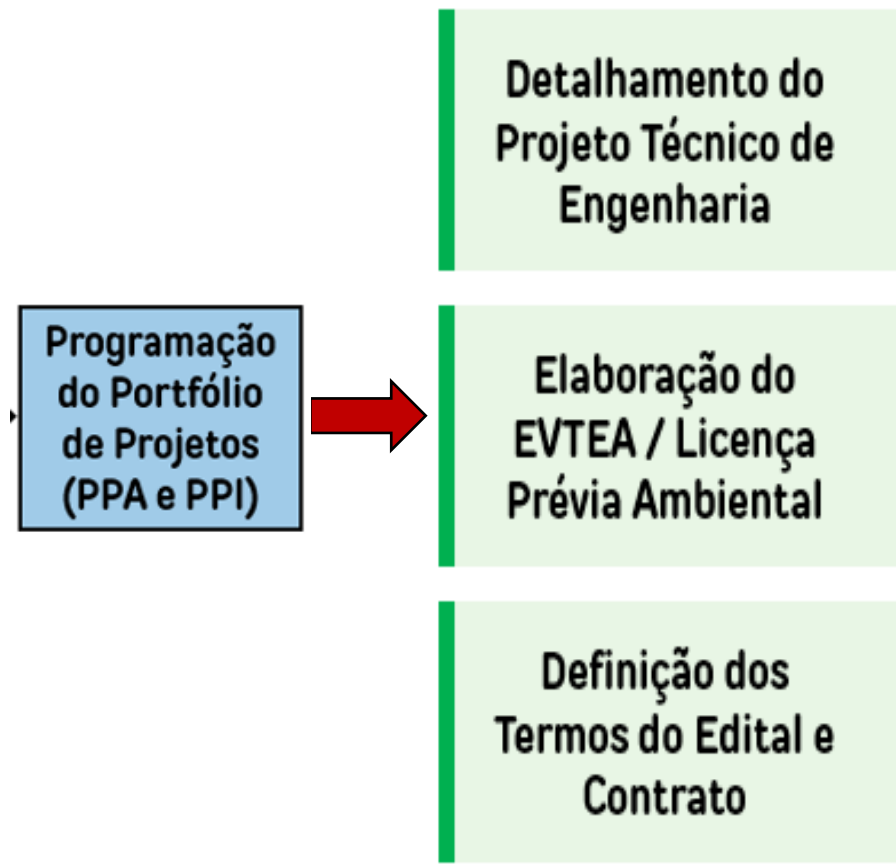 Detalhamento do
Projeto Técnico de
Engenharia
Programação
do Portfólio
de Projetos
(PPA e PPI)
Elaboração do
EVTEA / Licença
Prévia Ambiental
Definição dos
Termos do Edital e
Contrato